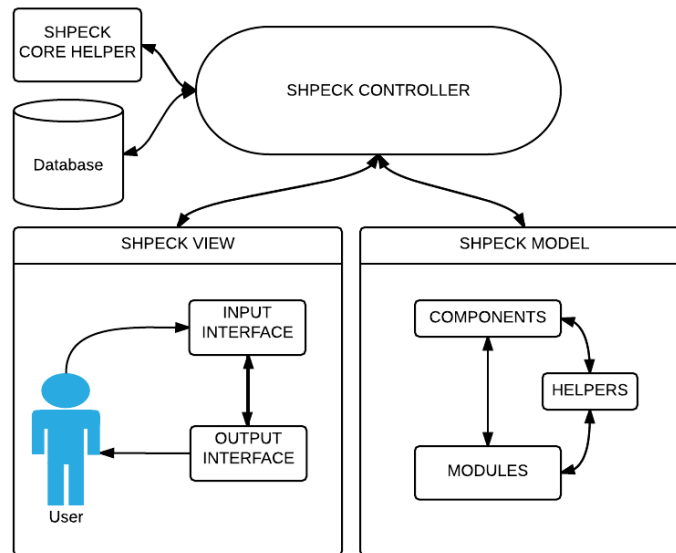 SHPECK
CORE HELPER
SHPECK CONTROLLER
Database
SHPECK VIEW
SHPECK MODEL
INPUT
INTERFACE
COMPONENTS
HELPERS
OUTPUT
INTERFACE
MODULES
User